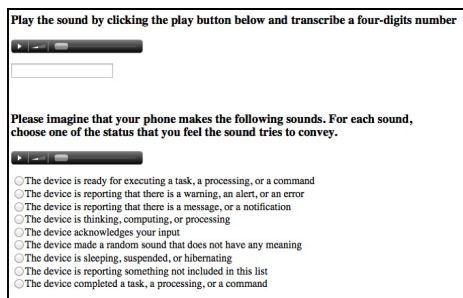 Play the sound by clicking the play button below and transcribe a four-digits number
Please imagine that your phone makes the following sounds. For each sound,
choose one of the status that you feel the sound tries to convey.
The device is ready for executing a task, a processing, or a command
The device is reporting that there is a warning, an alert, or an error
The device is reporting that there is a message, or a notification
The device is thinking, computing, or processing
The device acknowledges your input
The device made a random sound that does not have any meaning
The device is sleeping, suspended, or hibernating
The device is reporting something not included in this list
The device completed a task, a processing, or a command